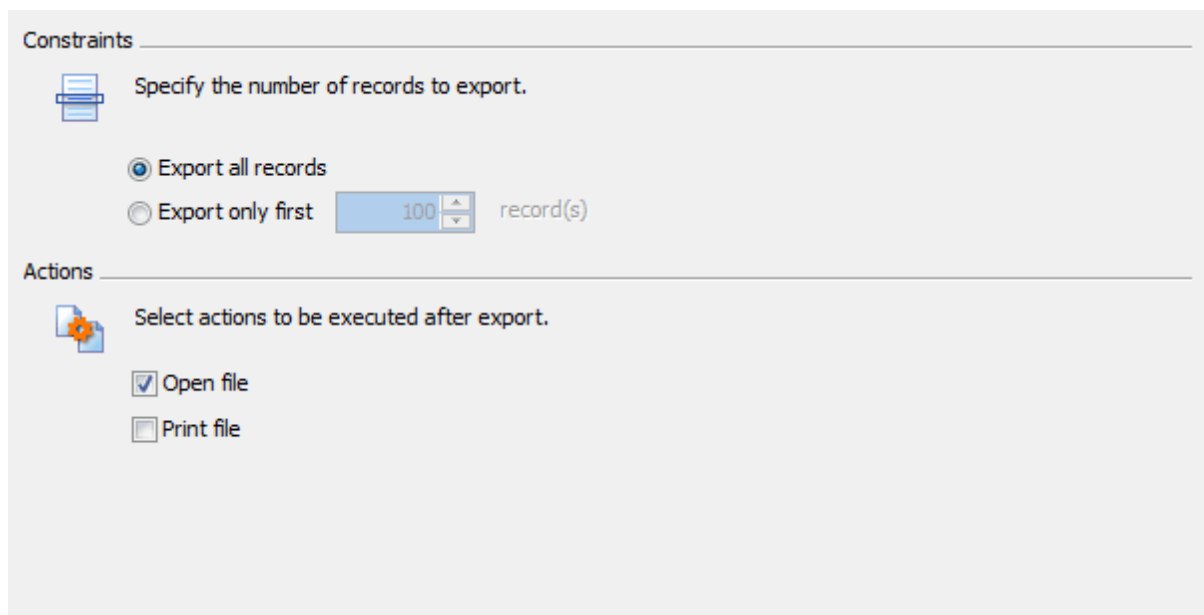 Constraints
Specify the number of records to export.
Export all records
Export only first 100 record(s)
Actions
Select actions to be executed after export.
Open file
Print file